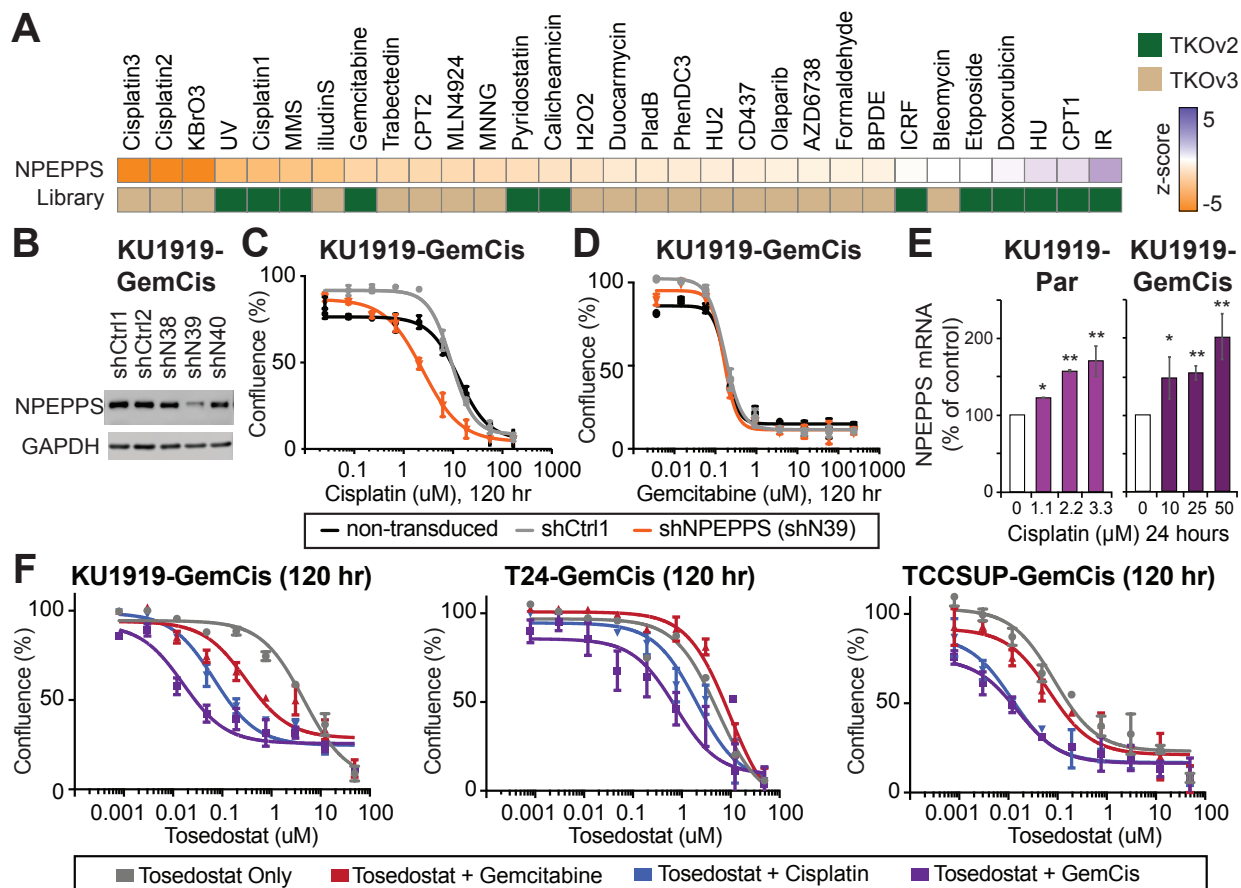 A
Cisplatin3
Cisplatin2
KBrO3
UV
Cisplatin1
MMS
illudinS
Gemcitabine
Trabectedin
CPT2
MLN4924
MNNG
Pyridostatin
Calicheamicin
H2O2
Duocarmycin
PladB
PhenDC3
HU2
CD437
Olaparib
AZD6738
Formaldehyde
BPDE
ICRF
Bleomycin
Etoposide
Doxorubicin
HU
CPT1
IR
TKOv2
TKOv3
5
-5
z-score
NPEPPS
Library
B
KU1919-
GemCis
shCtrl1
shCtrl2
shN38
shN39
shN40
NPEPPS
GAPDH
C
KU1919-GemCis
Confluence (%)
100
50
0
0.1 1 10 100 1000
Cisplatin (uM), 120 hr
D
KU1919-GemCis
Confluence (%)
100
50
0
0.01 0.1 1 10 100 1000
Gemcitabine (uM), 120 hr
non-transduced shCtrl1 shNPEPPS (shN39)
E
KU1919-
Par
KU1919-
GemCis
NPEPPS mRNA
(% of control)
200
100
0
* ** **
* ** **
0 1.1 2.2 3.3
0 10 25 50
Cisplatin (μM) 24 hours
F
KU1919-GemCis (120 hr)
Confluence (%)
100
50
0
0.001 0.01 0.1 1 10 100
Tosedostat (uM)
T24-GemCis (120 hr)
Confluence (%)
100
50
0
0.001 0.01 0.1 1 10 100
Tosedostat (uM)
TCCSUP-GemCis (120 hr)
Confluence (%)
100
50
0
0.001 0.01 0.1 1 10 100
Tosedostat (uM)
Tosedostat Only Tosedostat + Gemcitabine Tosedostat + Cisplatin Tosedostat + GemCis